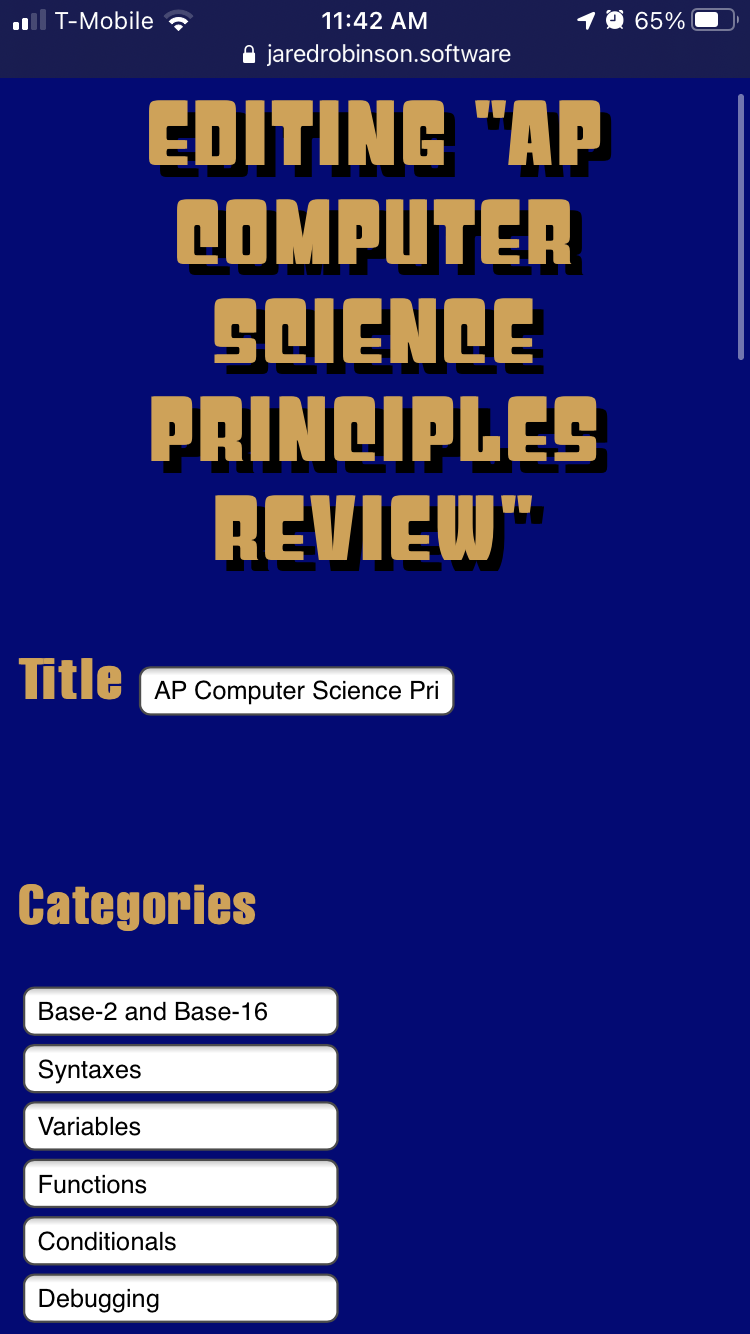 T-Mobile 11:42 AM 65%
jaredrobinson.software
EDITING "AP
COMPUTER
SCIENCE
PRINCIPLES
REVIEW"
Title AP Computer Science Pri
Categories
Base-2 and Base-16
Syntaxes
Variables
Functions
Conditionals
Debugging